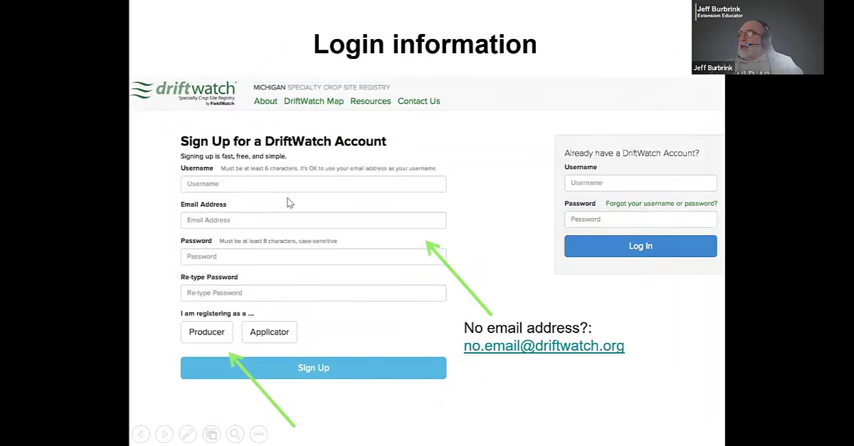 Login information
Jeff Burbrink
Extension Educator
Jeff Burbrink
driftwatch
Specialty Crop Site Registry
by FieldWatch
MICHIGAN SPECIALTY CROP SITE REGISTRY
About DriftWatch Map Resources Contact Us
Sign Up for a DriftWatch Account
Signing up is fast, free, and simple.
Username Must be at least 6 characters. It's OK to use your email address as your username.
Username
Email Address
Email Address
Password Must be at least 8 characters, case-sensitive
Password
Re-type Password
Re-type Password
I am registering as a ...
Producer Applicator
Sign Up
Already have a DriftWatch Account?
Username
Username
Password Forgot your username or password?
Password
Log In
No email address?:
no.email@driftwatch.org